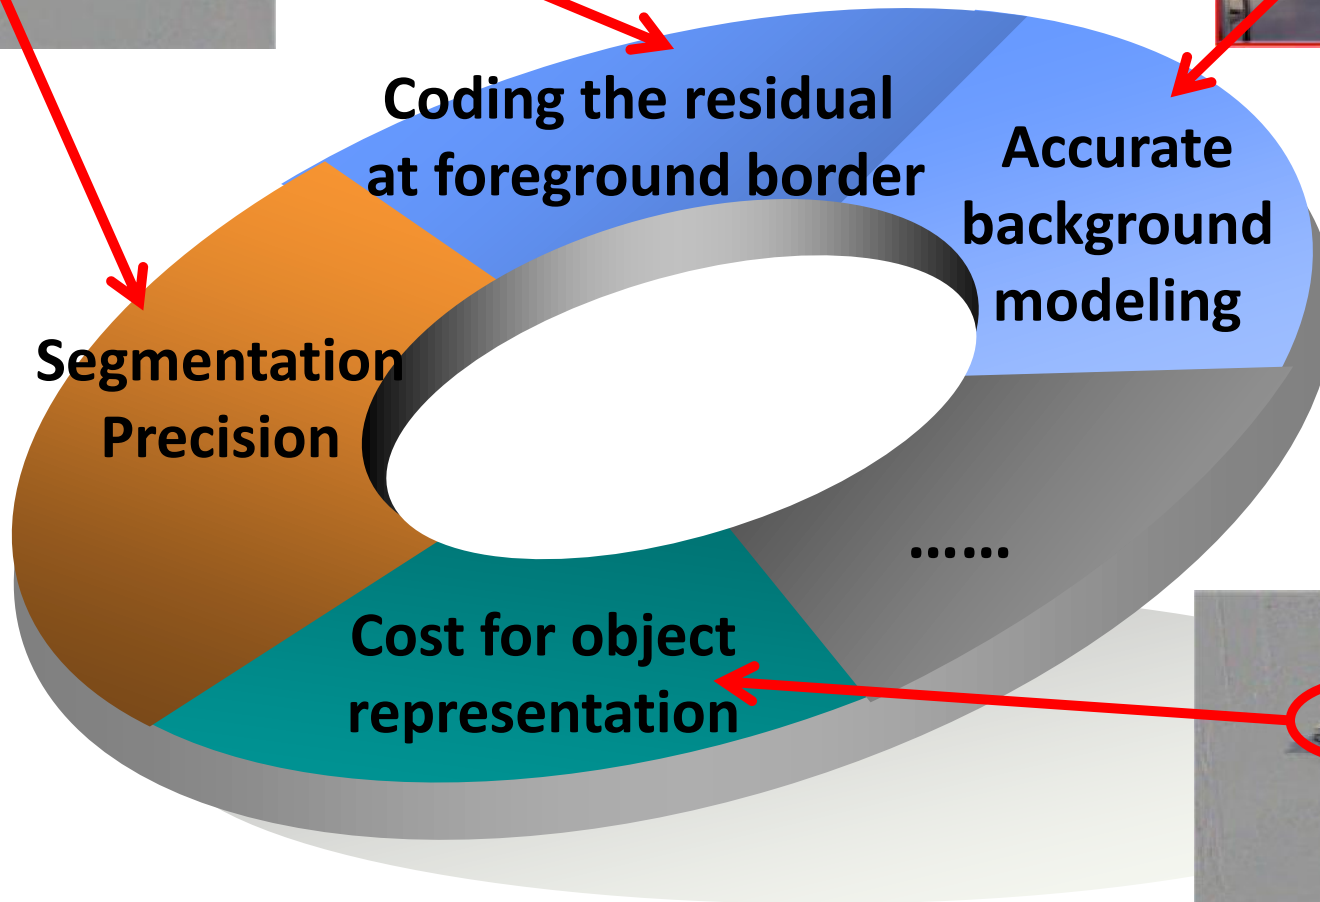 Coding the residual
at foreground border
Accurate
background
modeling
Segmentation
Precision
......
Cost for object
representation